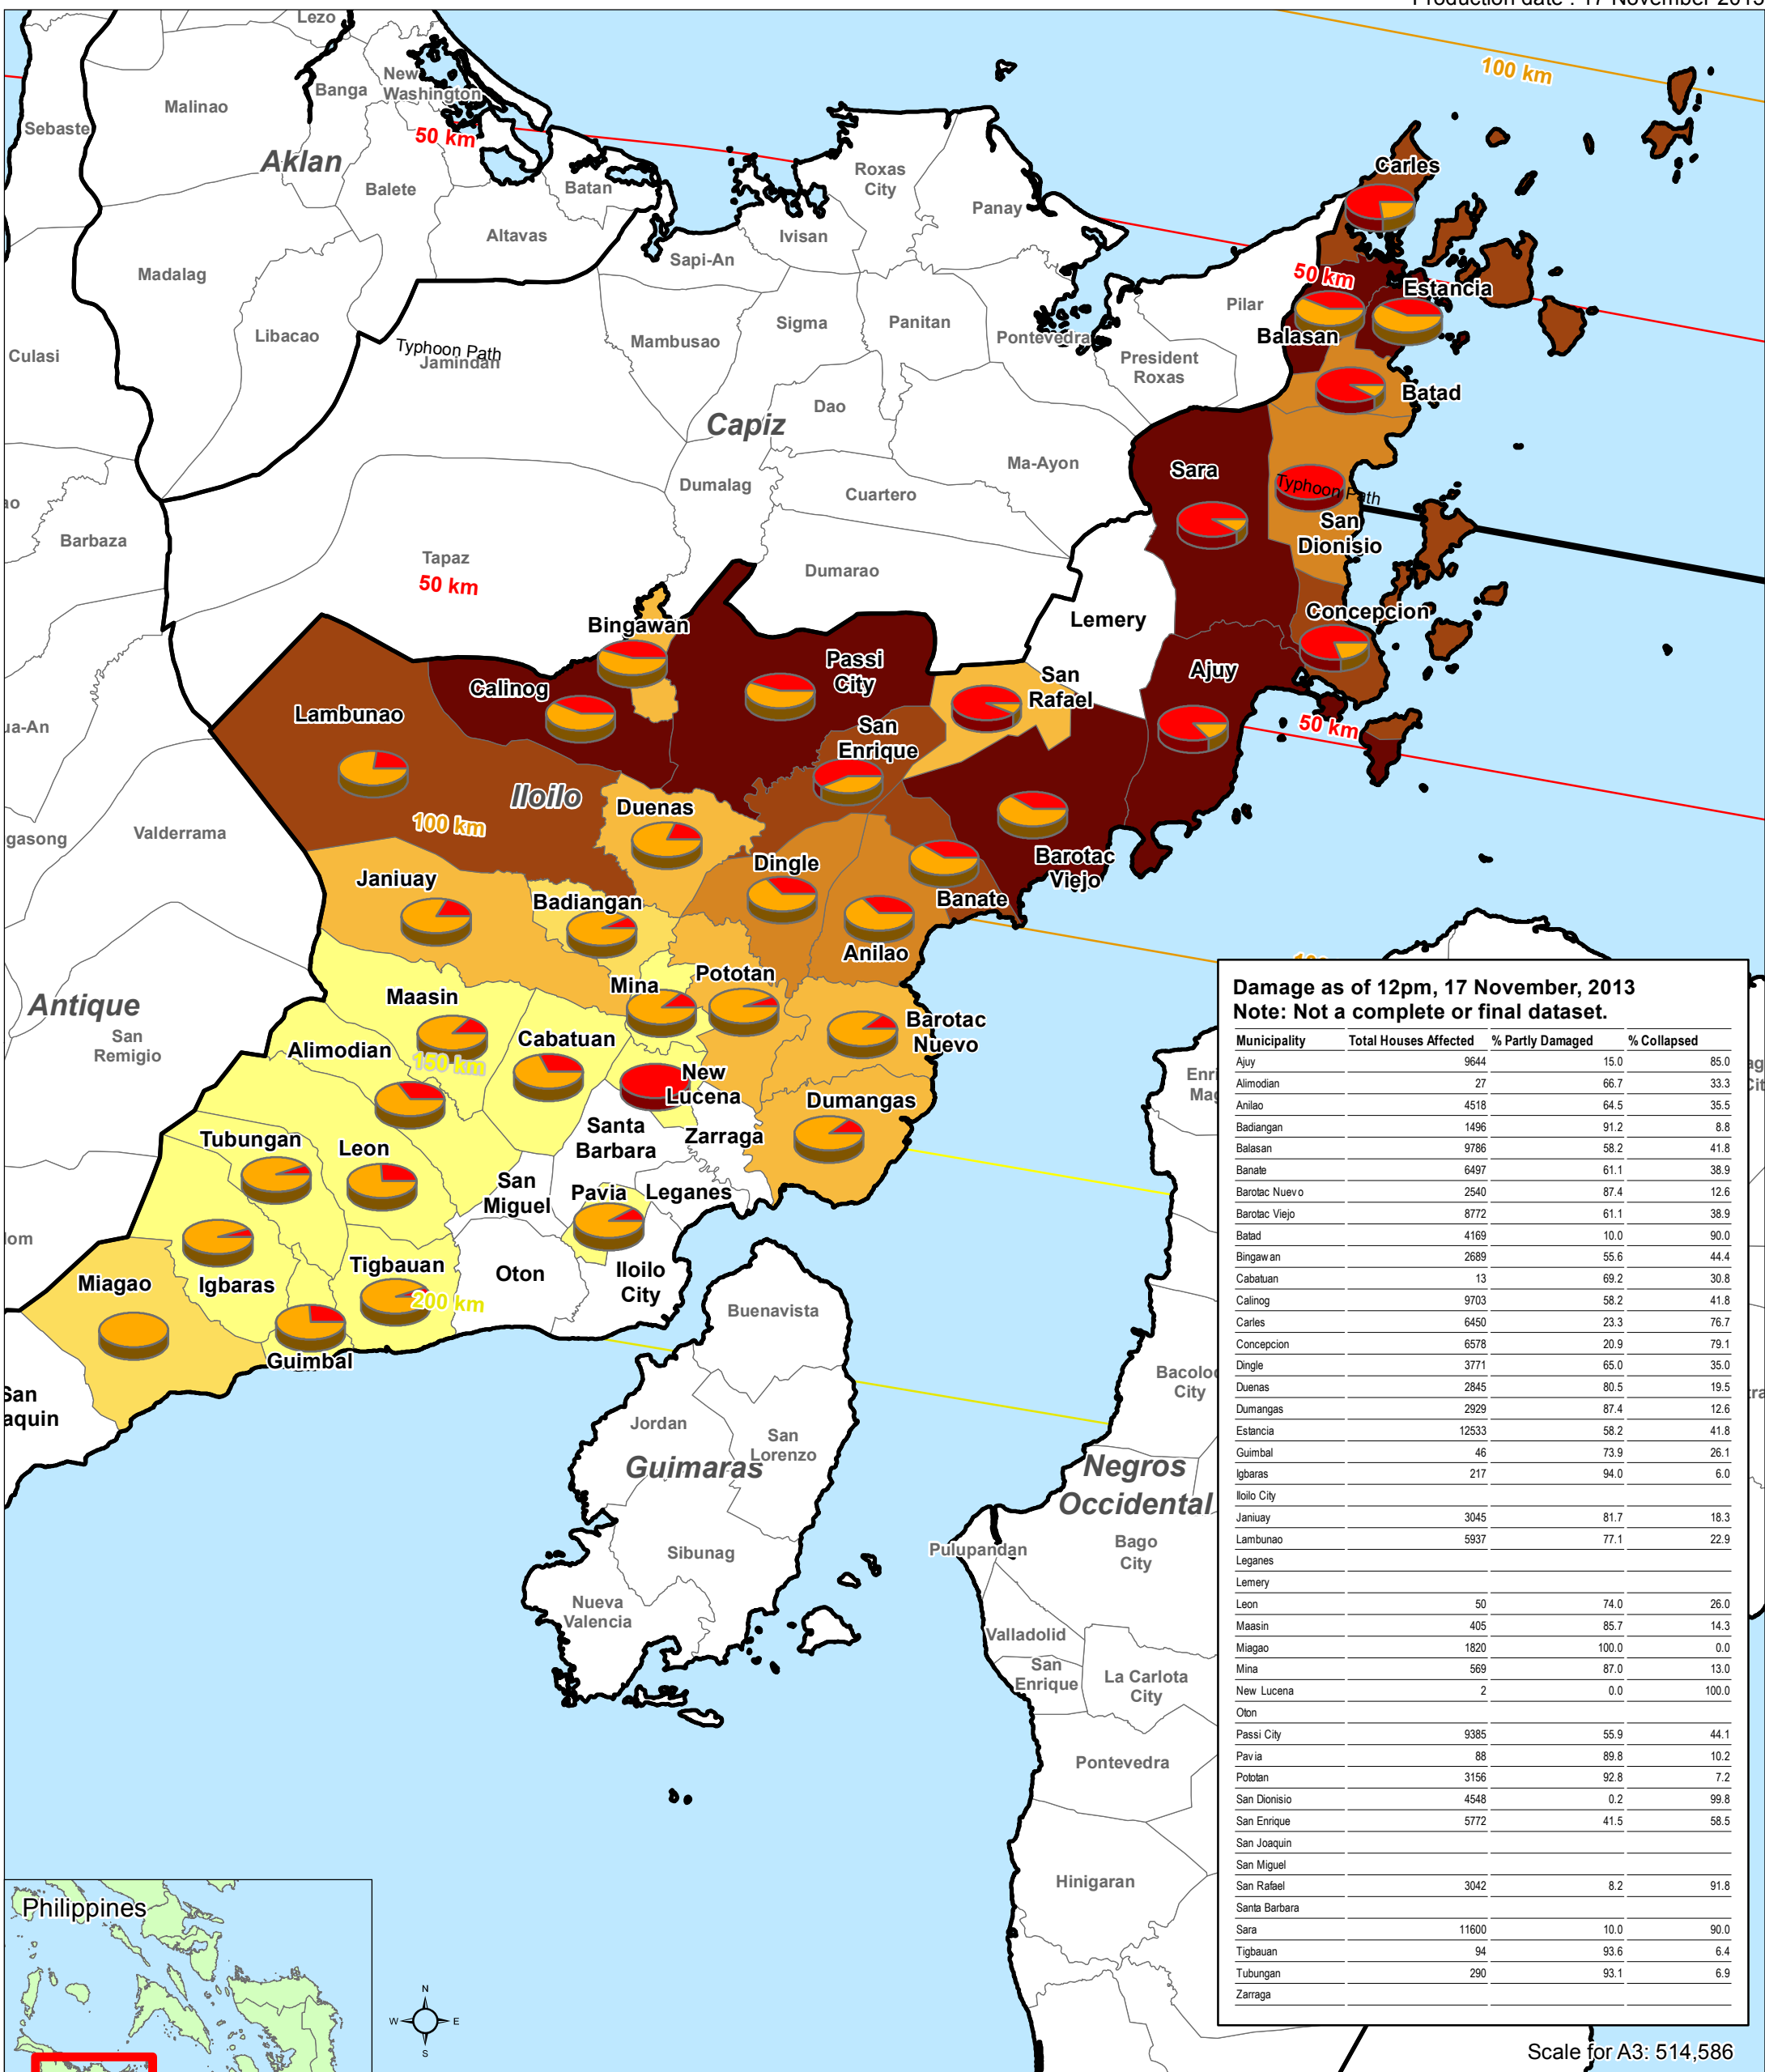 Production date : 17 November 2013
Lezo
100 km
New
Washington
Banga
Malinao
Sebaste
50 km
Aklan
Roxas
City
Carles
Balete
Batan
Panay
Altavas
Ivisan
Sapi-An
Madalag
50 km
Estancia
Pilar
Libacao
Mambusao
Sigma
Panitan
Pontevedra
Balasan
Culasi
Typhoon Path
Jamindan
President
Roxas
Batad
Dao
Capiz
Ma-Ayon
Sara
Dumalag
Cuartero
Typhoon Path
San
Dionisio
Barbaza
Tapaz
50 km
Dumarao
Lemery
Concepcion
Bingawan
Passi
City
San
Rafael
Ajuy
Calinog
Lambunao
San
Enrique
50 km
Iloilo
Duenas
100 km
Valderrama
gasong
Dingle
Barotac
Viejo
Janiuay
Badiangan
Banate
Anilao
Mina
Pototan
Maasin
Antique
San
Remigio
Cabatuan
Barotac
Nuevo
Alimodian
150 km
New
Lucena
Dumangas
Santa
Barbara
Zarraga
Tubungan
Leon
San
Miguel
Pavia
Leganes
Tigbauan
Oton
Iloilo
City
Miagao
Igbaras
200 km
Guimbal
Buenavista
San
aquin
Jordan
San
Lorenzo
Guimaras
Bacolod
City
Negros
Occidental
Sibunag
Pulupandan
Bago
City
Nueva
Valencia
Valladolid
San
Enrique
La Carlota
City
Pontevedra
Hinigaran
Damage as of 12pm, 17 November, 2013
Note: Not a complete or final dataset.
Municipality Total Houses Affected % Partly Damaged % Collapsed
Ajuy 9644 15.0 85.0
Alimodian 27 66.7 33.3
Anilao 4518 64.5 35.5
Badiangan 1496 91.2 8.8
Balasan 9786 58.2 41.8
Banate 6497 61.1 38.9
Barotac Nuevo 2540 87.4 12.6
Barotac Viejo 8772 61.1 38.9
Batad 4169 10.0 90.0
Bingawan 2689 55.6 44.4
Cabatuan 13 69.2 30.8
Calinog 9703 58.2 41.8
Carles 6450 23.3 76.7
Concepcion 6578 20.9 79.1
Dingle 3771 65.0 35.0
Duenas 2845 80.5 19.5
Dumangas 2929 87.4 12.6
Estancia 12533 58.2 41.8
Guimbal 46 73.9 26.1
Igbaras 217 94.0 6.0
Iloilo City
Janiuay 3045 81.7 18.3
Lambunao 5937 77.1 22.9
Leganes
Lemery
Leon 50 74.0 26.0
Maasin 405 85.7 14.3
Miagao 1820 100.0 0.0
Mina 569 87.0 13.0
New Lucena 2 0.0 100.0
Oton
Passi City 9385 55.9 44.1
Pavia 88 89.8 10.2
Pototan 3156 92.8 7.2
San Dionisio 4548 0.2 99.8
San Enrique 5772 41.5 58.5
San Joaquin
San Miguel
San Rafael 3042 8.2 91.8
Santa Barbara
Sara 11600 10.0 90.0
Tigbauan 94 93.6 6.4
Tubungan 290 93.1 6.9
Zarraga
Philippines
N
W E
S
Scale for A3: 514,586